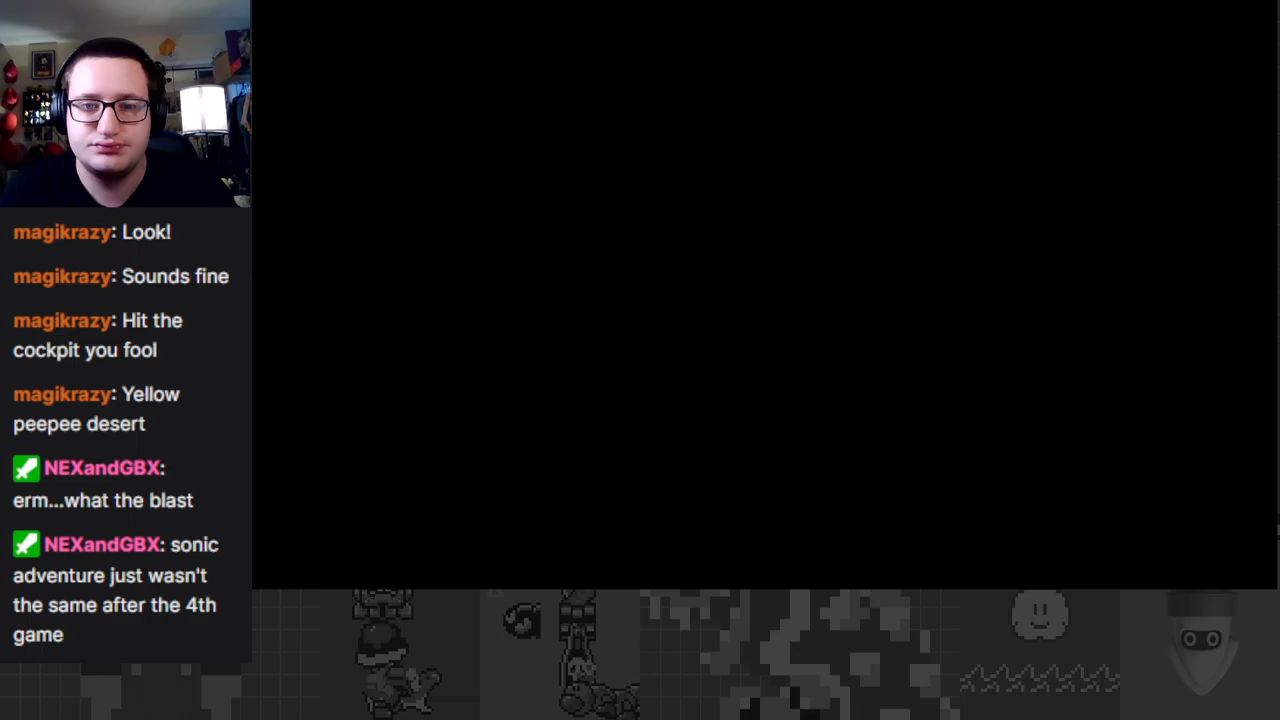 magikrazy: Look!
magikrazy: Sounds fine
magikrazy: Hit the
cockpit you fool
magikrazy: Yellow
peepee desert
NEXandGBX:
erm...what the blast
NEXandGBX: sonic
adventure just wasn't
the same after the 4th
game